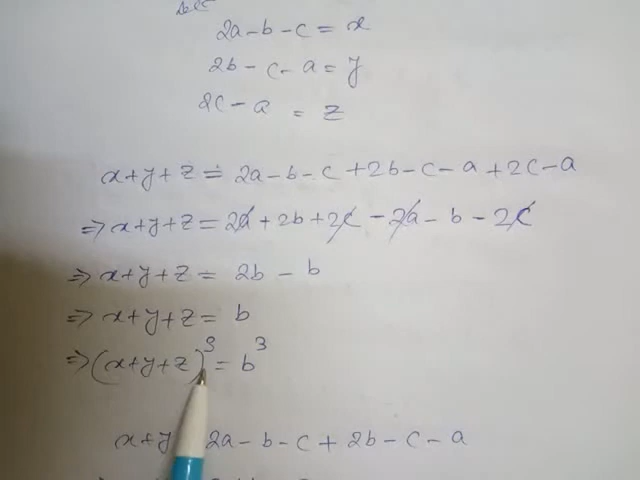 2a - b - c = x
2b - c - a = y
2c - a = z
x + y + z = 2a - b - c + 2b - c - a + 2c - a
⇒ x + y + z = 2a + 2b + 2c - 2a - b - 2c
⇒ x + y + z = 2b - b
⇒ x + y + z = b
⇒ (x + y + z)³ = b³
x + y 2a - b - c + 2b - c - a